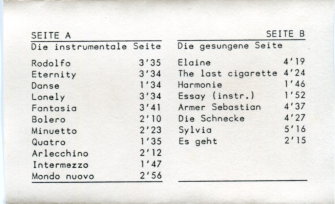 SEITE A
Die instrumentale Seite
Rodolfo 3'35
Eternity 3'34
Danse 1'34
Lonely 3'34
Fantasia 3'41
Bolero 2'10
Minuetto 2'23
Quatro 1'35
Arlecchino 2'12
Intermezzo 1'47
Mondo nuovo 2'56
SEITE B
Die gesungene Seite
Elaine 4'19
The last cigarette 4'24
Harmonie 1'46
Essay (instr.) 1'52
Armer Sebastian 4'37
Die Schnecke 4'27
Sylvia 5'16
Es geht 2'15